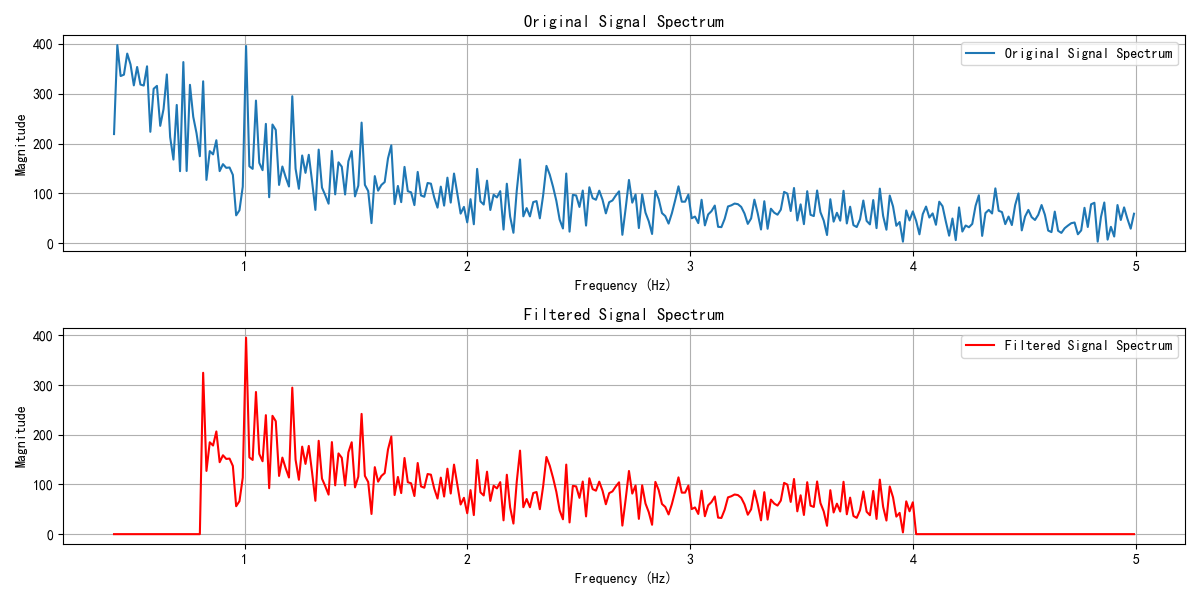 Original Signal Spectrum
400
300
200
100
0
Magnitude
Original Signal Spectrum
1
2
3
4
5
Frequency (Hz)
Filtered Signal Spectrum
400
300
200
100
0
Magnitude
Filtered Signal Spectrum
1
2
3
4
5
Frequency (Hz)